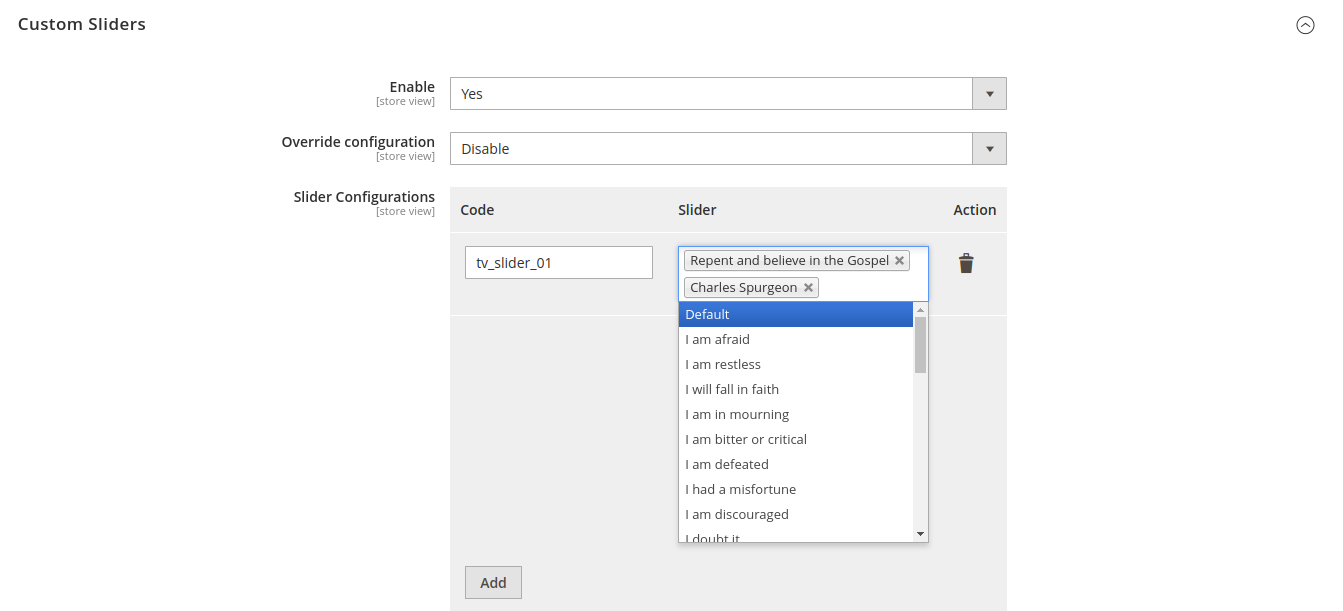 Custom Sliders
Enable
[store view]
Yes
Override configuration
[store view]
Disable
Slider Configurations
[store view]
Code Slider Action
tv_slider_01
Repent and believe in the Gospel
Charles Spurgeon
Default
I am afraid
I am restless
I will fall in faith
I am in mourning
I am bitter or critical
I am defeated
I had a misfortune
I am discouraged
I doubt it
Add